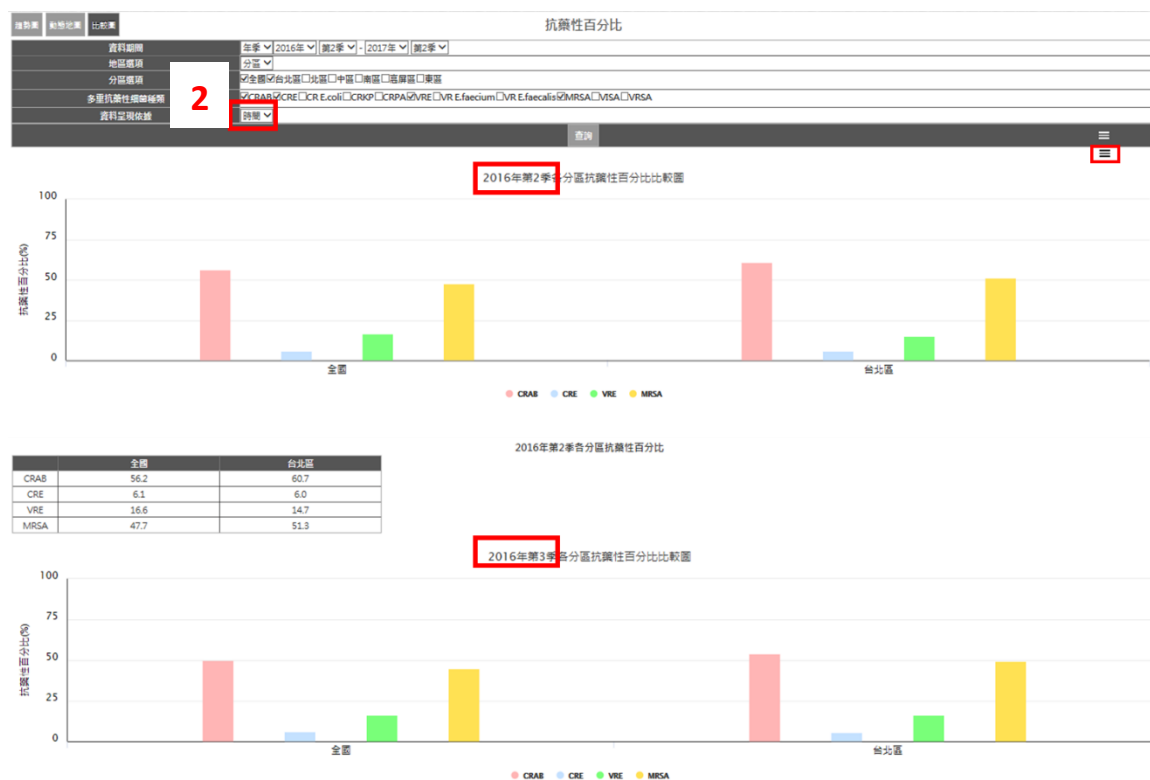 趨勢圖 動態地圖 比較圖
抗藥性百分比
資料期間 年季 2016年 第2季 - 2017年 第2季
地區選項 分區
分區選項 全國 台北區 北區 中區 南區 高屏區 東區
多重抗藥性細菌種類 CRAB CRE CR E.coli CRKP CRPA VRE VR E.faecium VR E.faecalis MRSA VISA VRSA
2
資料呈現依據 時間
查詢
2016年第2季各分區抗藥性百分比比較圖
抗藥性百分比(%)
100
75
50
25
0
全國 台北區
CRAB CRE VRE MRSA
2016年第2季各分區抗藥性百分比
全國 台北區
CRAB 56.2 60.7
CRE 6.1 6.0
VRE 16.6 14.7
MRSA 47.7 51.3
2016年第3季各分區抗藥性百分比比較圖
抗藥性百分比(%)
100
75
50
25
0
全國 台北區
CRAB CRE VRE MRSA